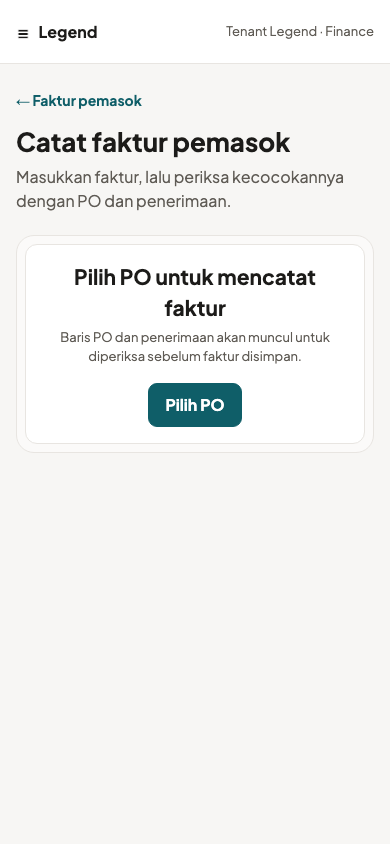 ≡ Legend
Tenant Legend · Finance
← Faktur pemasok
Catat faktur pemasok
Masukkan faktur, lalu periksa kecocokannya
dengan PO dan penerimaan.
Pilih PO untuk mencatat
faktur
Baris PO dan penerimaan akan muncul untuk
diperiksa sebelum faktur disimpan.
Pilih PO